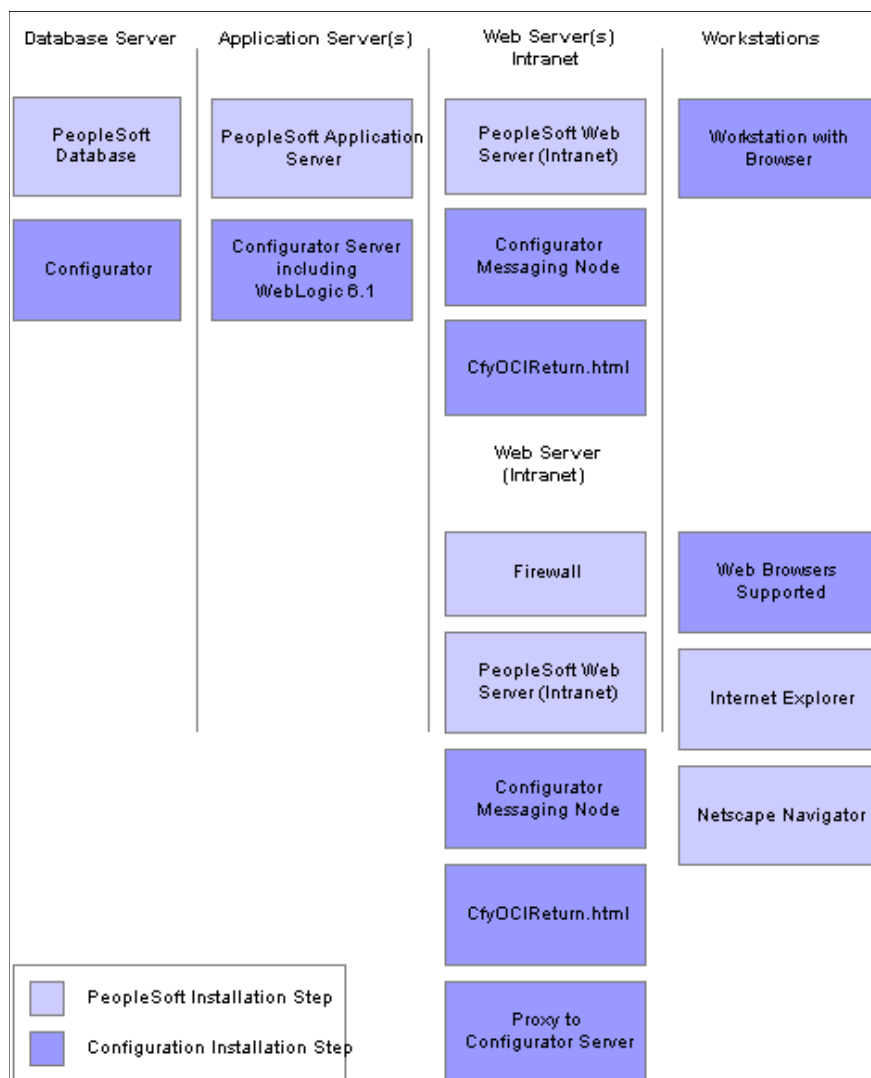 Database Server
PeopleSoft
Database
Configurator
Application Server(s)
PeopleSoft Application
Server
Configurator Server
including
WebLogic 6.1
Web Server(s)
Intranet
PeopleSoft Web
Server (Intranet)
Configurator
Messaging Node
CfyOCIReturn.html
Web Server
(Intranet)
Firewall
PeopleSoft Web
Server (Intranet)
Configurator
Messaging Node
CfyOCIReturn.html
Proxy to
Configurator Server
Workstations
Workstation with
Browser
Web Browsers
Supported
Internet Explorer
Netscape Navigator
PeopleSoft Installation Step
Configuration Installation Step